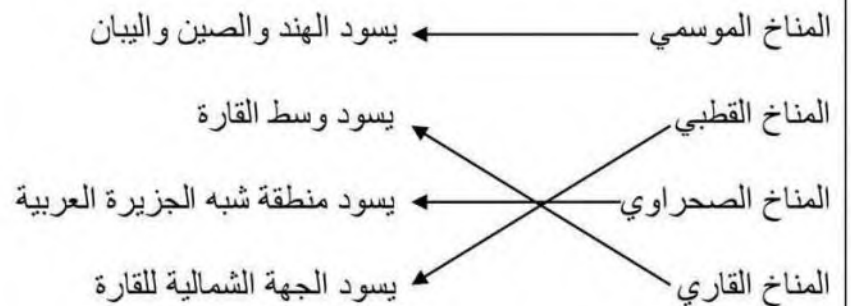 المناخ الموسمي يسود الهند والصين واليبان
المناخ القطبي يسود وسط القارة
المناخ الصحراوي يسود منطقة شبه الجزيرة العربية
المناخ القاري يسود الجهة الشمالية للقارة